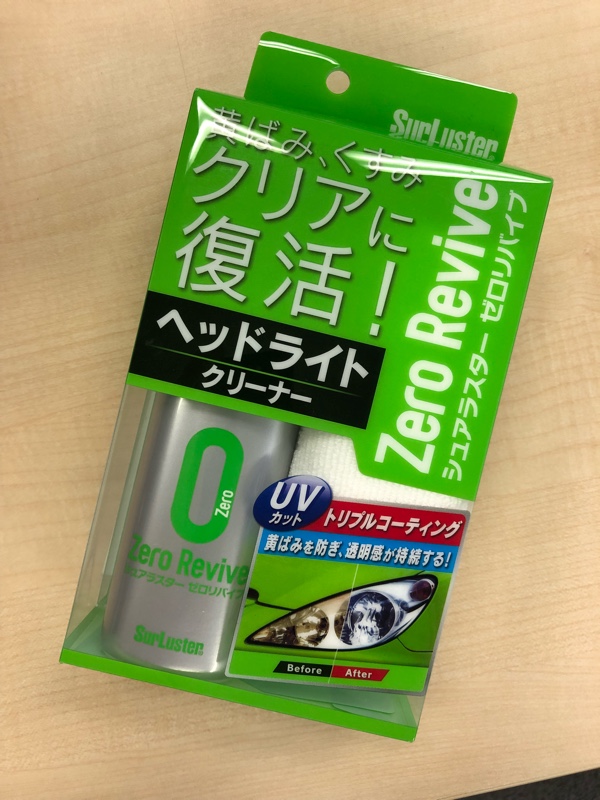 SurLuster
黄ばみ、くすみ
クリアに
復活!
ヘッドライト
クリーナー
Zero Revive
シュアラスター ゼロリバイブ
0
Zero
Zero Revive
シュアラスター ゼロリバイブ
SurLuster
UV
カット
トリプルコーティング
黄ばみを防ぎ、透明感が持続する!
Before
After